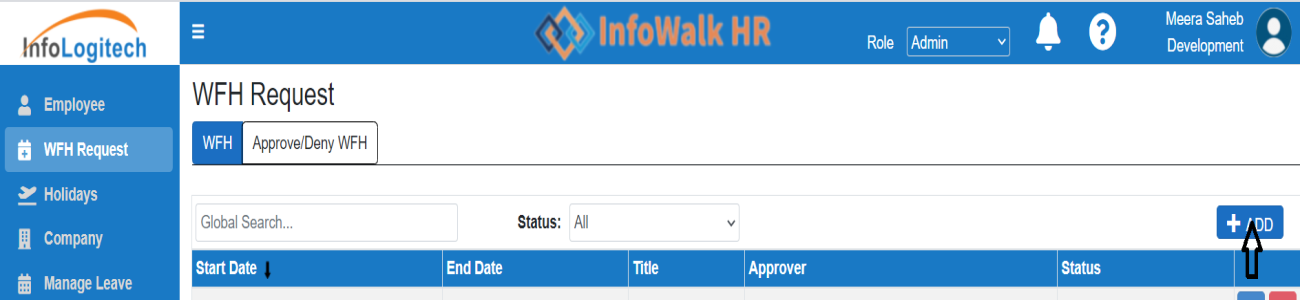 InfoLogitech
InfoWalk HR
Role Admin
Meera Saheb
Development
Employee
WFH Request
Holidays
Company
Manage Leave
WFH Request
WFH Approve/Deny WFH
Global Search... Status: All ADD
Start Date End Date Title Approver Status